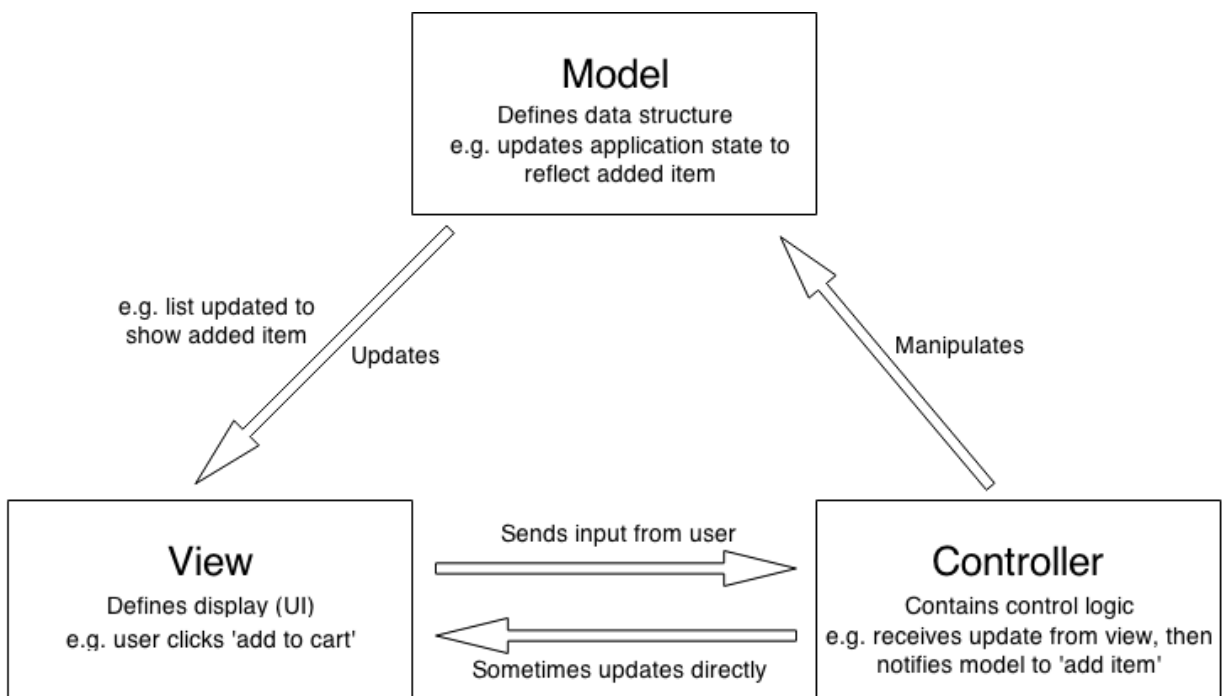 Model
Defines data structure
e.g. updates application state to
reflect added item
e.g. list updated to
show added item
Updates
Manipulates
Sends input from user
View
Defines display (UI)
e.g. user clicks 'add to cart'
Sometimes updates directly
Controller
Contains control logic
e.g. receives update from view, then
notifies model to 'add item'